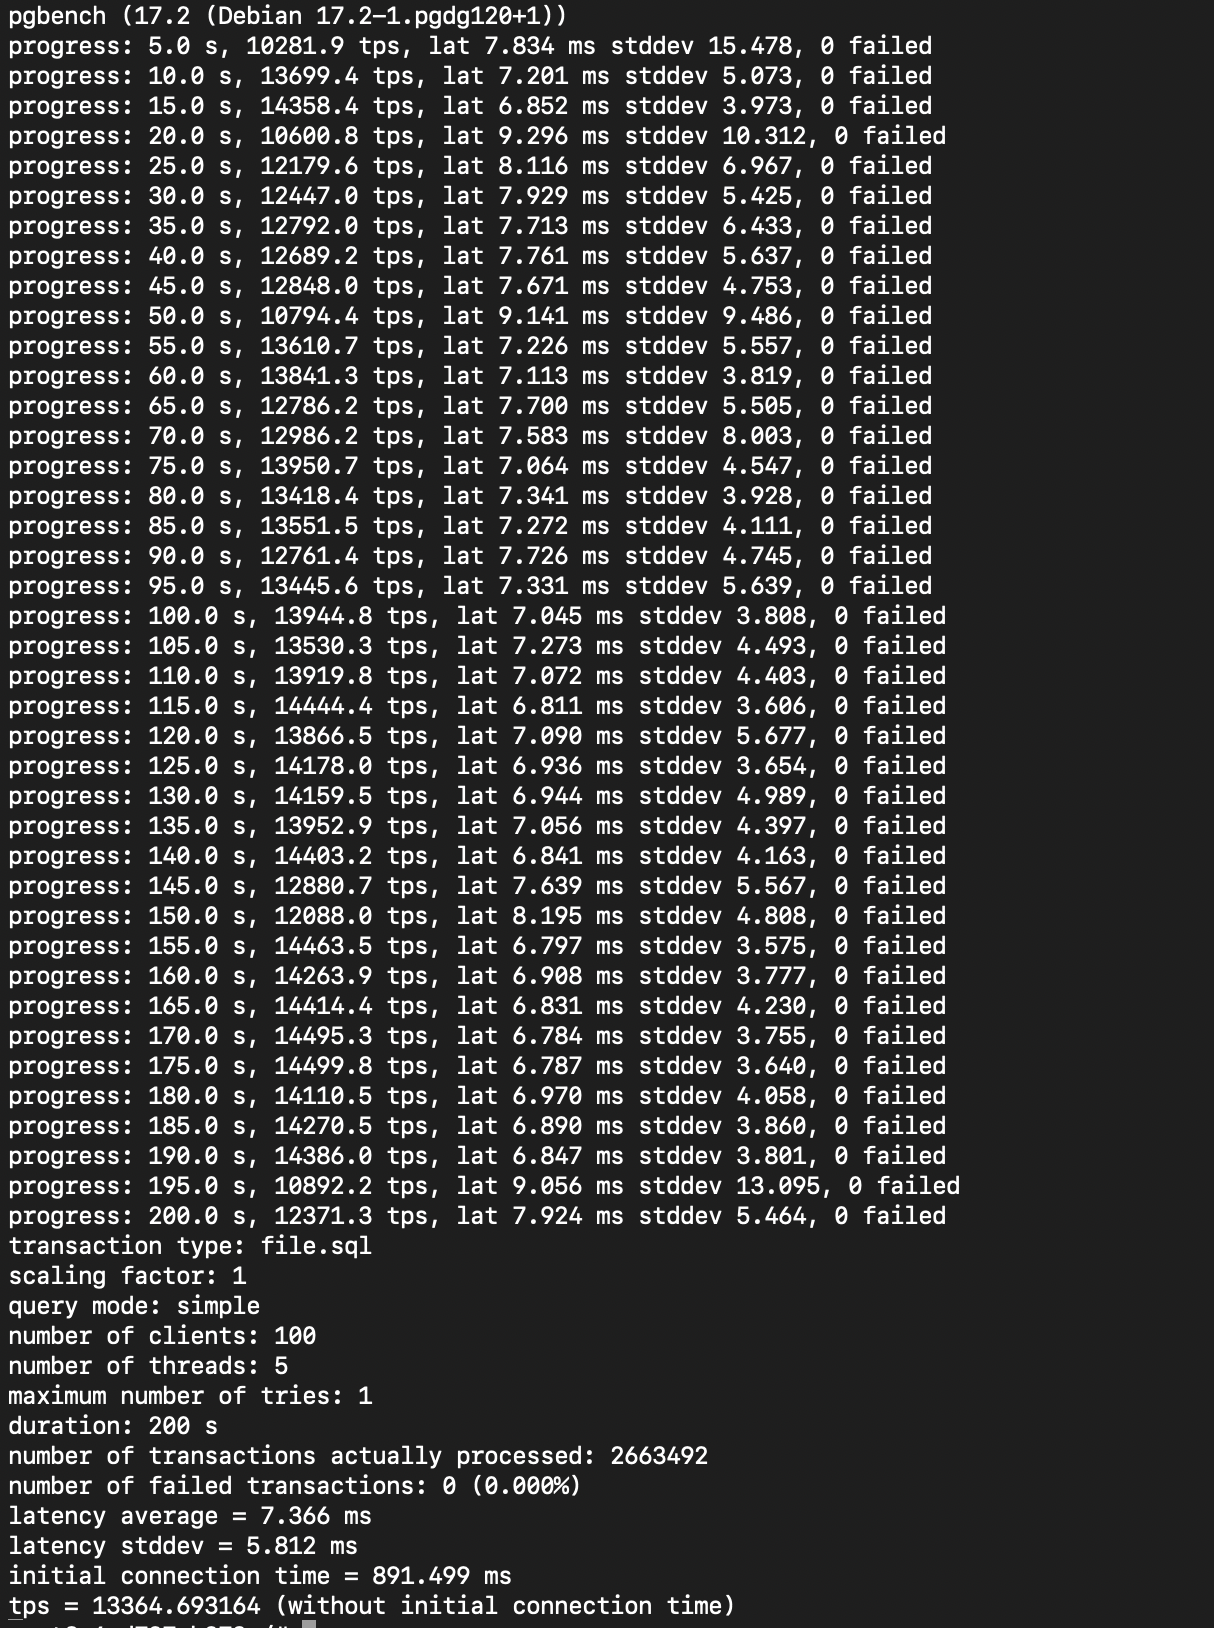 pgbench (17.2 (Debian 17.2-1.pgdg120+1))
progress: 5.0 s, 10281.9 tps, lat 7.834 ms stddev 15.478, 0 failed
progress: 10.0 s, 13699.4 tps, lat 7.201 ms stddev 5.073, 0 failed
progress: 15.0 s, 14358.4 tps, lat 6.852 ms stddev 3.973, 0 failed
progress: 20.0 s, 10600.8 tps, lat 9.296 ms stddev 10.312, 0 failed
progress: 25.0 s, 12179.6 tps, lat 8.116 ms stddev 6.967, 0 failed
progress: 30.0 s, 12447.0 tps, lat 7.929 ms stddev 5.425, 0 failed
progress: 35.0 s, 12792.0 tps, lat 7.713 ms stddev 6.433, 0 failed
progress: 40.0 s, 12689.2 tps, lat 7.761 ms stddev 5.637, 0 failed
progress: 45.0 s, 12848.0 tps, lat 7.671 ms stddev 4.753, 0 failed
progress: 50.0 s, 10794.4 tps, lat 9.141 ms stddev 9.486, 0 failed
progress: 55.0 s, 13610.7 tps, lat 7.226 ms stddev 5.557, 0 failed
progress: 60.0 s, 13841.3 tps, lat 7.113 ms stddev 3.819, 0 failed
progress: 65.0 s, 12786.2 tps, lat 7.700 ms stddev 5.505, 0 failed
progress: 70.0 s, 12986.2 tps, lat 7.583 ms stddev 8.003, 0 failed
progress: 75.0 s, 13950.7 tps, lat 7.064 ms stddev 4.547, 0 failed
progress: 80.0 s, 13418.4 tps, lat 7.341 ms stddev 3.928, 0 failed
progress: 85.0 s, 13551.5 tps, lat 7.272 ms stddev 4.111, 0 failed
progress: 90.0 s, 12761.4 tps, lat 7.726 ms stddev 4.745, 0 failed
progress: 95.0 s, 13445.6 tps, lat 7.331 ms stddev 5.639, 0 failed
progress: 100.0 s, 13944.8 tps, lat 7.045 ms stddev 3.808, 0 failed
progress: 105.0 s, 13530.3 tps, lat 7.273 ms stddev 4.493, 0 failed
progress: 110.0 s, 13919.8 tps, lat 7.072 ms stddev 4.403, 0 failed
progress: 115.0 s, 14444.4 tps, lat 6.811 ms stddev 3.606, 0 failed
progress: 120.0 s, 13866.5 tps, lat 7.090 ms stddev 5.677, 0 failed
progress: 125.0 s, 14178.0 tps, lat 6.936 ms stddev 3.654, 0 failed
progress: 130.0 s, 14159.5 tps, lat 6.944 ms stddev 4.989, 0 failed
progress: 135.0 s, 13952.9 tps, lat 7.056 ms stddev 4.397, 0 failed
progress: 140.0 s, 14403.2 tps, lat 6.841 ms stddev 4.163, 0 failed
progress: 145.0 s, 12880.7 tps, lat 7.639 ms stddev 5.567, 0 failed
progress: 150.0 s, 12088.0 tps, lat 8.195 ms stddev 4.808, 0 failed
progress: 155.0 s, 14463.5 tps, lat 6.797 ms stddev 3.575, 0 failed
progress: 160.0 s, 14263.9 tps, lat 6.908 ms stddev 3.777, 0 failed
progress: 165.0 s, 14414.4 tps, lat 6.831 ms stddev 4.230, 0 failed
progress: 170.0 s, 14495.3 tps, lat 6.784 ms stddev 3.755, 0 failed
progress: 175.0 s, 14499.8 tps, lat 6.787 ms stddev 3.640, 0 failed
progress: 180.0 s, 14110.5 tps, lat 6.970 ms stddev 4.058, 0 failed
progress: 185.0 s, 14270.5 tps, lat 6.890 ms stddev 3.860, 0 failed
progress: 190.0 s, 14386.0 tps, lat 6.847 ms stddev 3.801, 0 failed
progress: 195.0 s, 10892.2 tps, lat 9.056 ms stddev 13.095, 0 failed
progress: 200.0 s, 12371.3 tps, lat 7.924 ms stddev 5.464, 0 failed
transaction type: file.sql
scaling factor: 1
query mode: simple
number of clients: 100
number of threads: 5
maximum number of tries: 1
duration: 200 s
number of transactions actually processed: 2663492
number of failed transactions: 0 (0.000%)
latency average = 7.366 ms
latency stddev = 5.812 ms
initial connection time = 891.499 ms
tps = 13364.693164 (without initial connection time)